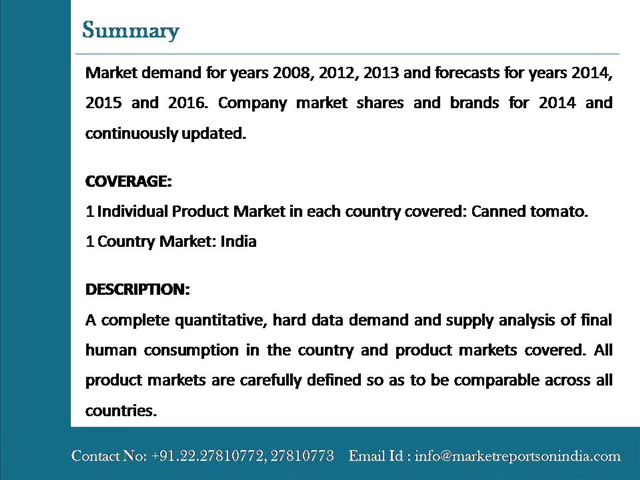 Summary
Market demand for years 2008, 2012, 2013 and forecasts for years 2014,
2015 and 2016. Company market shares and brands for 2014 and
continuously updated.
COVERAGE:
1 Individual Product Market in each country covered: Canned tomato.
1 Country Market: India
DESCRIPTION:
A complete quantitative, hard data demand and supply analysis of final
human consumption in the country and product markets covered. All
product markets are carefully defined so as to be comparable across all
countries.
Contact No: +91.22.27810772, 27810773 Email Id : info@marketreportsonindia.com